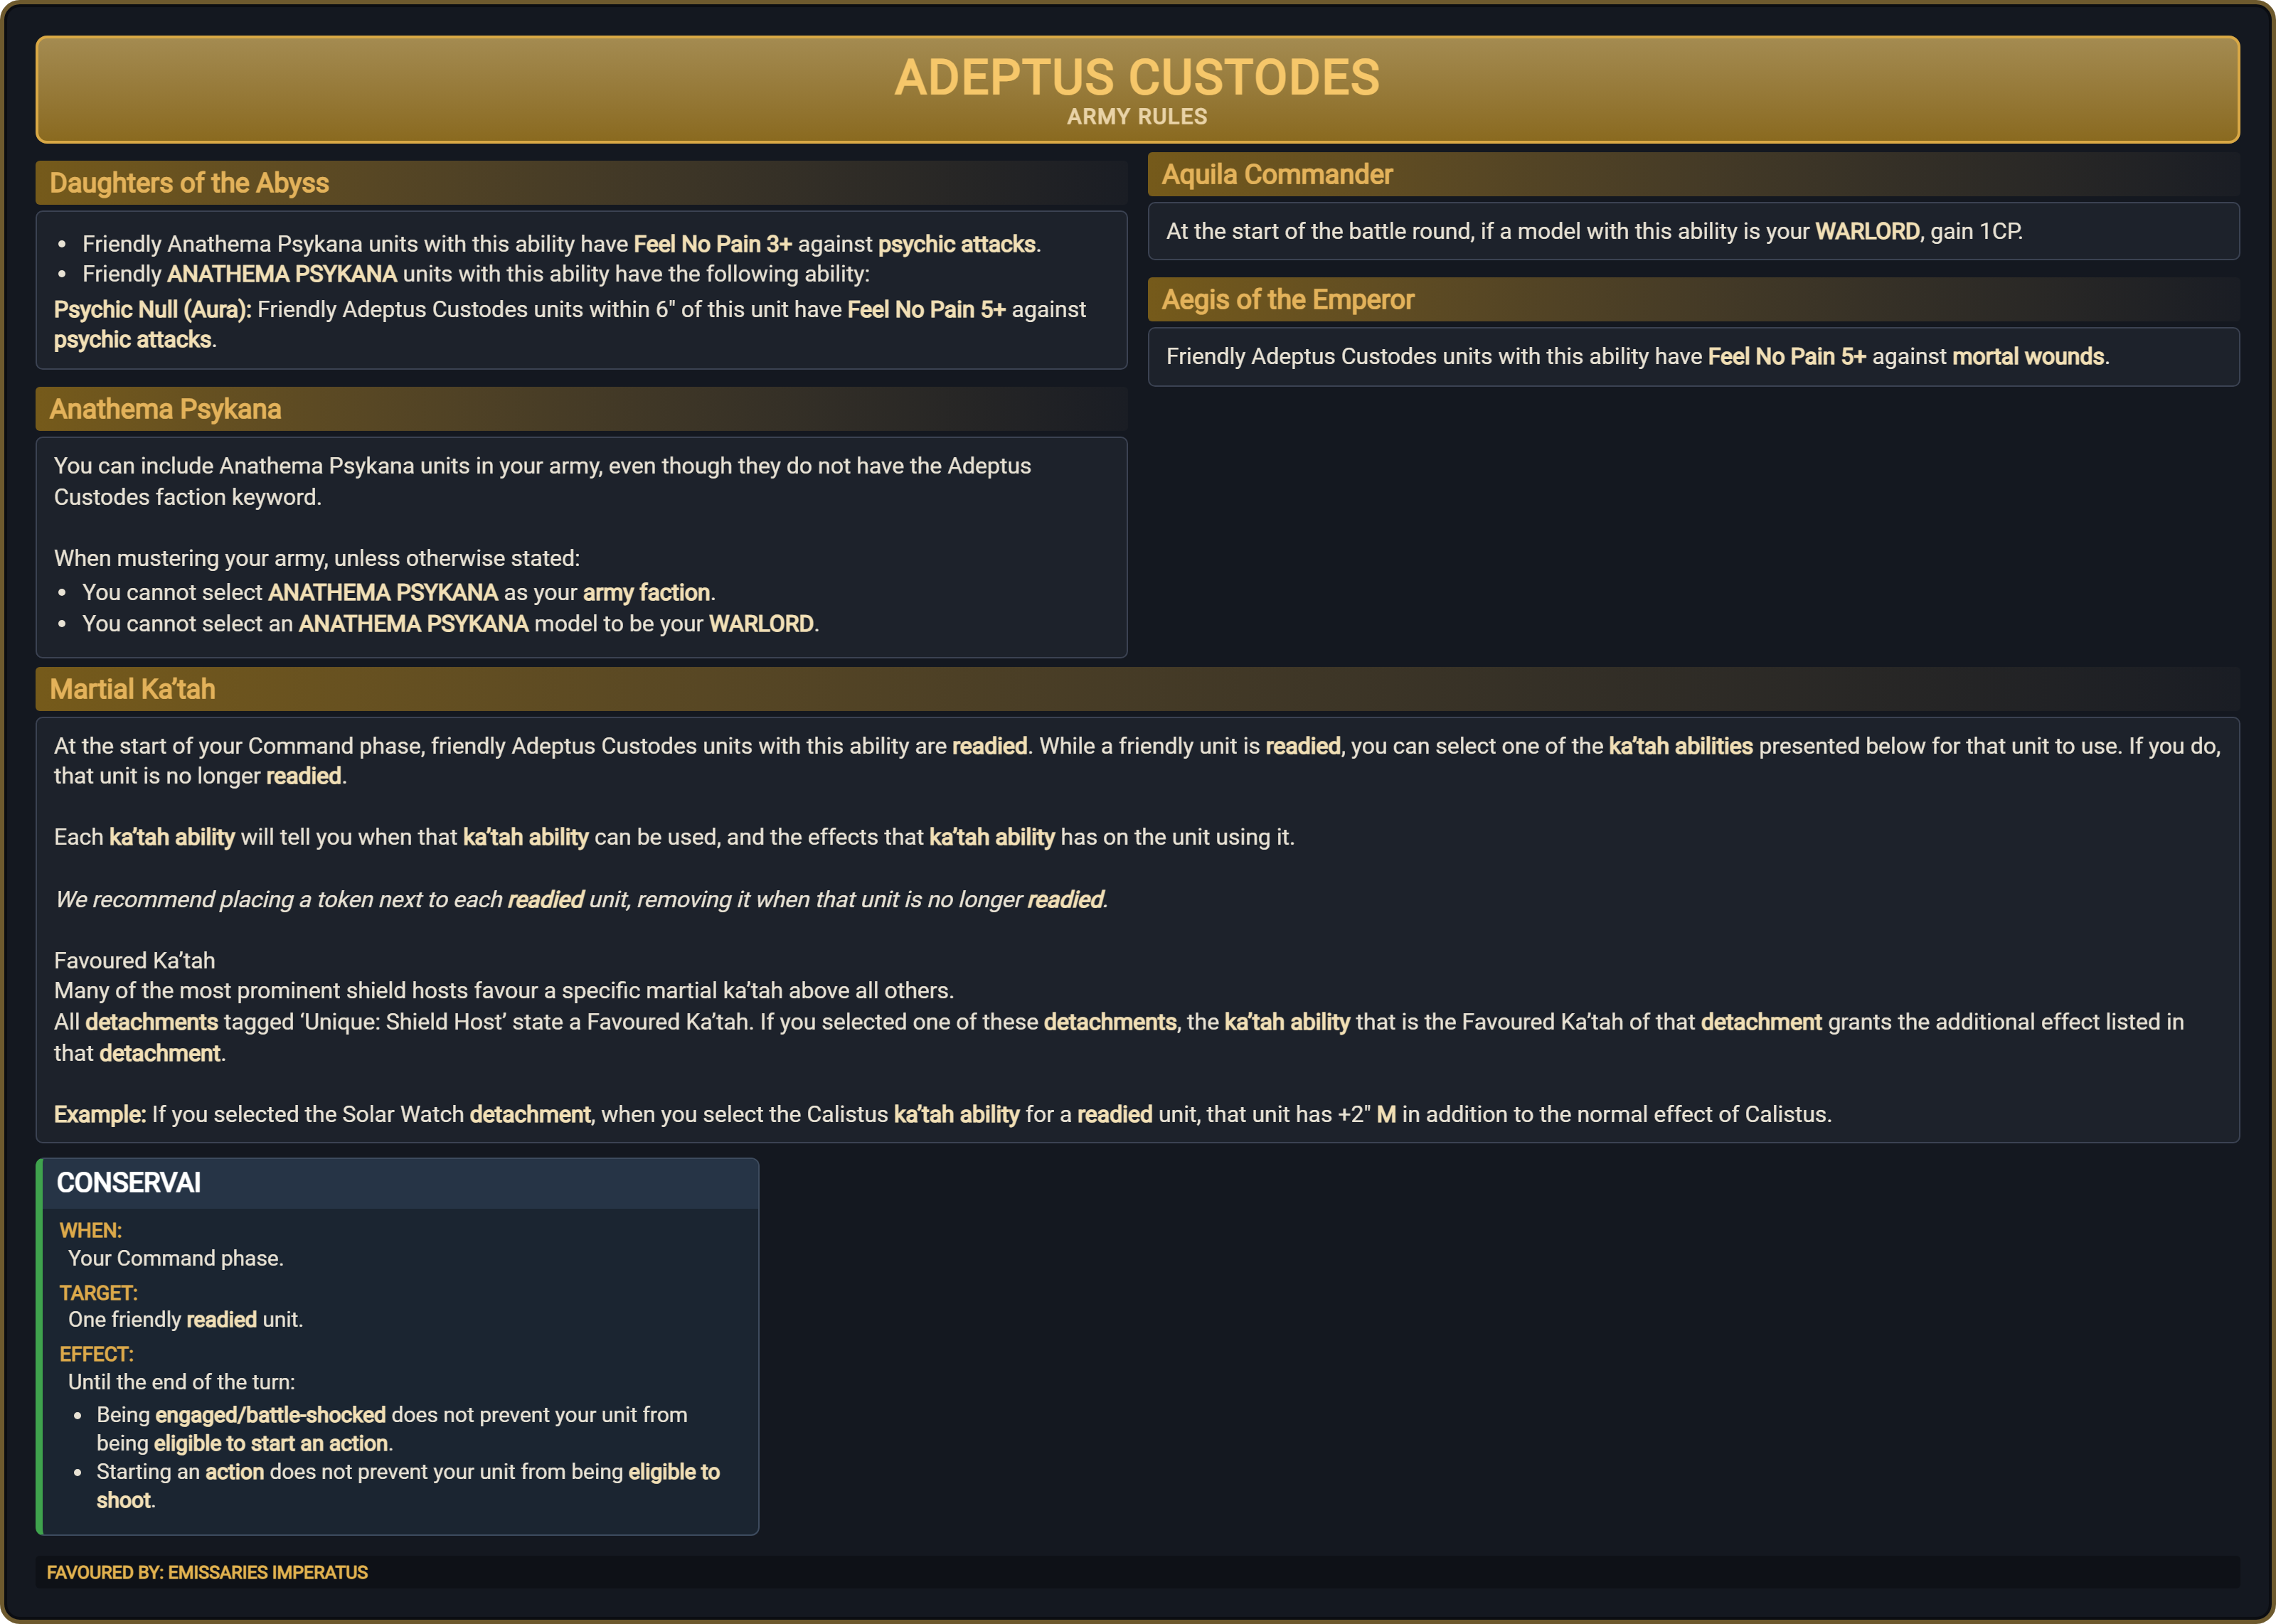 ADEPTUS CUSTODES
ARMY RULES
Daughters of the Abyss
• Friendly Anathema Psykana units with this ability have Feel No Pain 3+ against psychic attacks.
• Friendly ANATHEMA PSYKANA units with this ability have the following ability:
Psychic Null (Aura): Friendly Adeptus Custodes units within 6" of this unit have Feel No Pain 5+ against
psychic attacks.
Anathema Psykana
You can include Anathema Psykana units in your army, even though they do not have the Adeptus
Custodes faction keyword.
When mustering your army, unless otherwise stated:
• You cannot select ANATHEMA PSYKANA as your army faction.
• You cannot select an ANATHEMA PSYKANA model to be your WARLORD.
Aquila Commander
At the start of the battle round, if a model with this ability is your WARLORD, gain 1CP.
Aegis of the Emperor
Friendly Adeptus Custodes units with this ability have Feel No Pain 5+ against mortal wounds.
Martial Ka’tah
At the start of your Command phase, friendly Adeptus Custodes units with this ability are readied. While a friendly unit is readied, you can select one of the ka’tah abilities presented below for that unit to use. If you do,
that unit is no longer readied.
Each ka’tah ability will tell you when that ka’tah ability can be used, and the effects that ka’tah ability has on the unit using it.
We recommend placing a token next to each readied unit, removing it when that unit is no longer readied.
Favoured Ka’tah
Many of the most prominent shield hosts favour a specific martial ka’tah above all others.
All detachments tagged ‘Unique: Shield Host’ state a Favoured Ka’tah. If you selected one of these detachments, the ka’tah ability that is the Favoured Ka’tah of that detachment grants the additional effect listed in
that detachment.
Example: If you selected the Solar Watch detachment, when you select the Calistus ka’tah ability for a readied unit, that unit has +2" M in addition to the normal effect of Calistus.
CONSERVAI
WHEN:
Your Command phase.
TARGET:
One friendly readied unit.
EFFECT:
Until the end of the turn:
• Being engaged/battle-shocked does not prevent your unit from
being eligible to start an action.
• Starting an action does not prevent your unit from being eligible to
shoot.
FAVOURED BY: EMISSARIES IMPERATUS